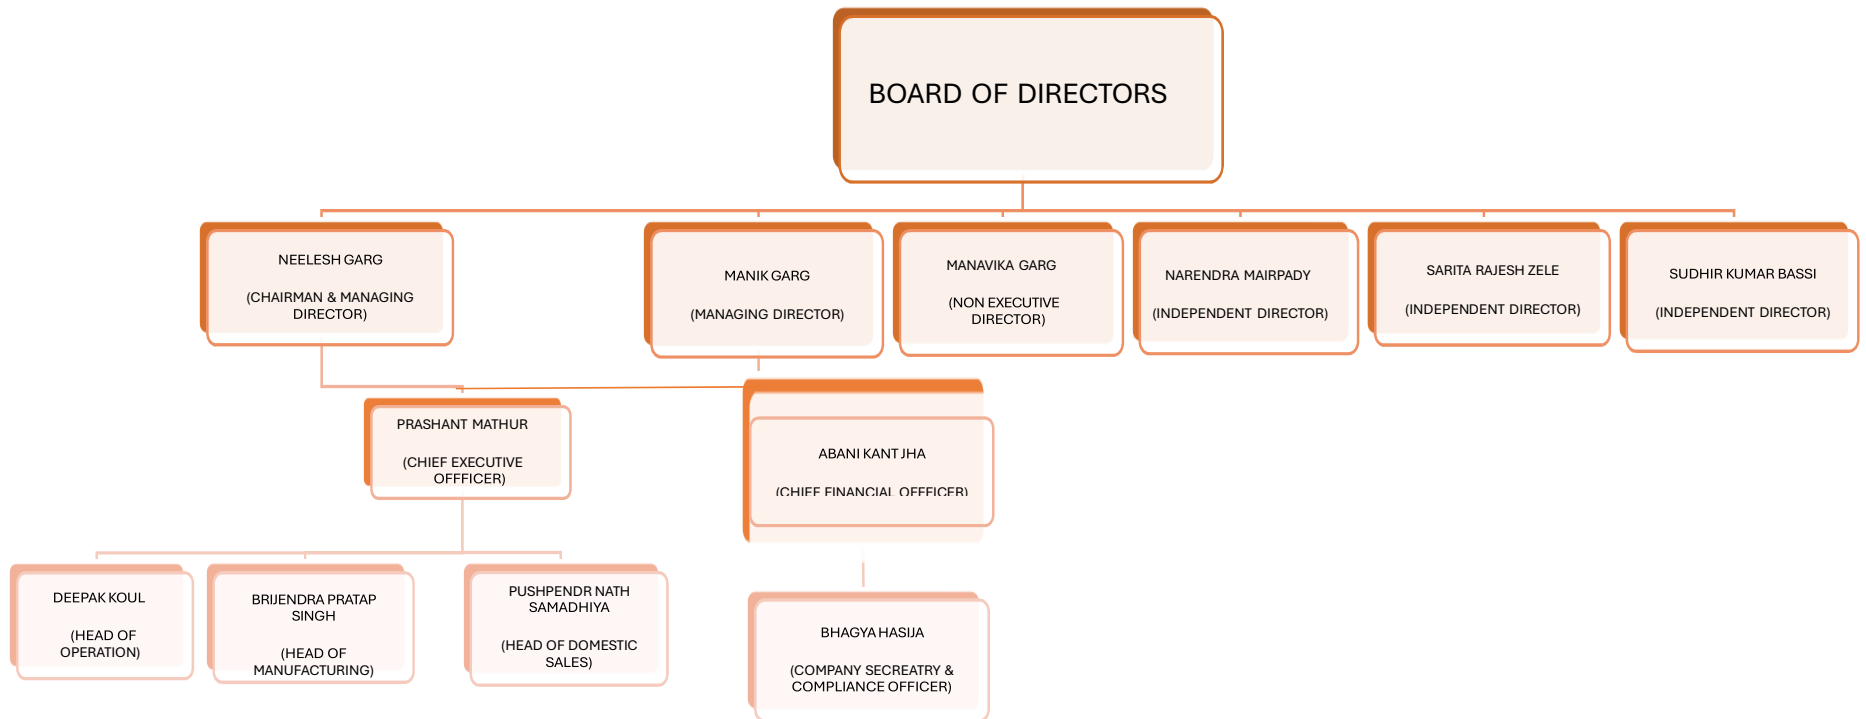 BOARD OF DIRECTORS
NEELESH GARG
(CHAIRMAN & MANAGING
DIRECTOR)
MANIK GARG
(MANAGING DIRECTOR)
MANAVIKA GARG
(NON EXECUTIVE
DIRECTOR)
NARENDRA MAIRPADY
(INDEPENDENT DIRECTOR)
SARITA RAJESH ZELE
(INDEPENDENT DIRECTOR)
SUDHIR KUMAR BASSI
(INDEPENDENT DIRECTOR)
PRASHANT MATHUR
(CHIEF EXECUTIVE
OFFFICER)
ABANI KANT JHA
(CHIEF FINANCIAL OFFFICER)
DEEPAK KOUL
(HEAD OF
OPERATION)
BRIJENDRA PRATAP
SINGH
(HEAD OF
MANUFACTURING)
PUSHPENDR NATH
SAMADHIYA
(HEAD OF DOMESTIC
SALES)
BHAGYA HASIJA
(COMPANY SECREATRY &
COMPLIANCE OFFICER)